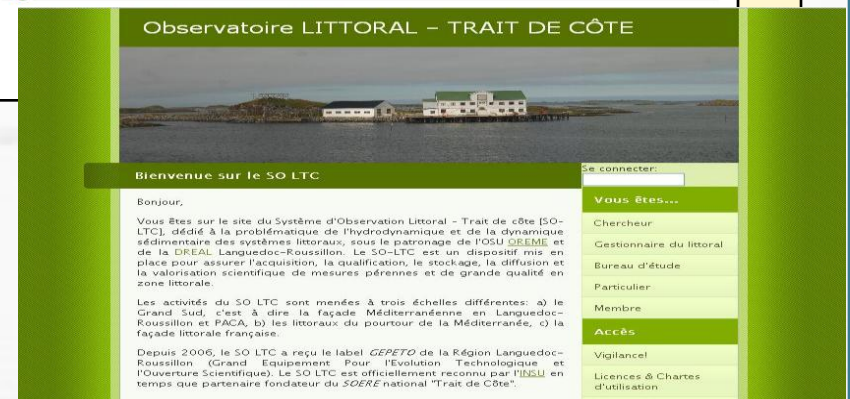 Observatoire LITTORAL – TRAIT DE CÔTE
Bienvenue sur le SO LTC
Bonjour,
Vous êtes sur le site du Système d'Observation Littoral - Trait de côte [SO-
LTC], dédié à la problématique de l'hydrodynamique et de la dynamique
sédimentaire des systèmes littoraux, sous le patronage de l'OSU OREME et
de la DREAL Languedoc-Roussillon. Le SO-LTC est un dispositif mis en
place pour assurer l'acquisition, la qualification, le stockage, la diffusion et
la valorisation scientifique de mesures pérennes et de grande qualité en
zone littorale.
Les activités du SO LTC sont menées à trois échelles différentes: a) le
Grand Sud, c'est à dire la façade Méditerranéenne en Languedoc-
Roussillon et PACA, b) les littoraux du pourtour de la Méditerranée, c) la
façade littorale française.
Depuis 2006, le SO LTC a reçu le label GEPETO de la Région Languedoc-
Roussillon (Grand Equipement Pour l'Evolution Technologique et
l'Ouverture Scientifique). Le SO LTC est officiellement reconnu par l'INSU en
temps que partenaire fondateur du SOERE national "Trait de Côte".
Se connecter:
Vous êtes...
Chercheur
Gestionnaire du littoral
Bureau d'étude
Particulier
Membre
Accès
Vigilance!
Licences & Chartes
d'utilisation